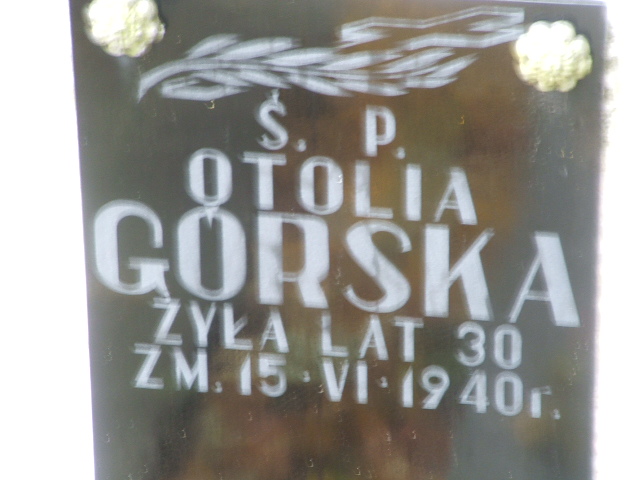 Ś. P.
OTOLIA
GÓRSKA
ŻYŁA LAT 30
ZM. 15·VI·1940r.